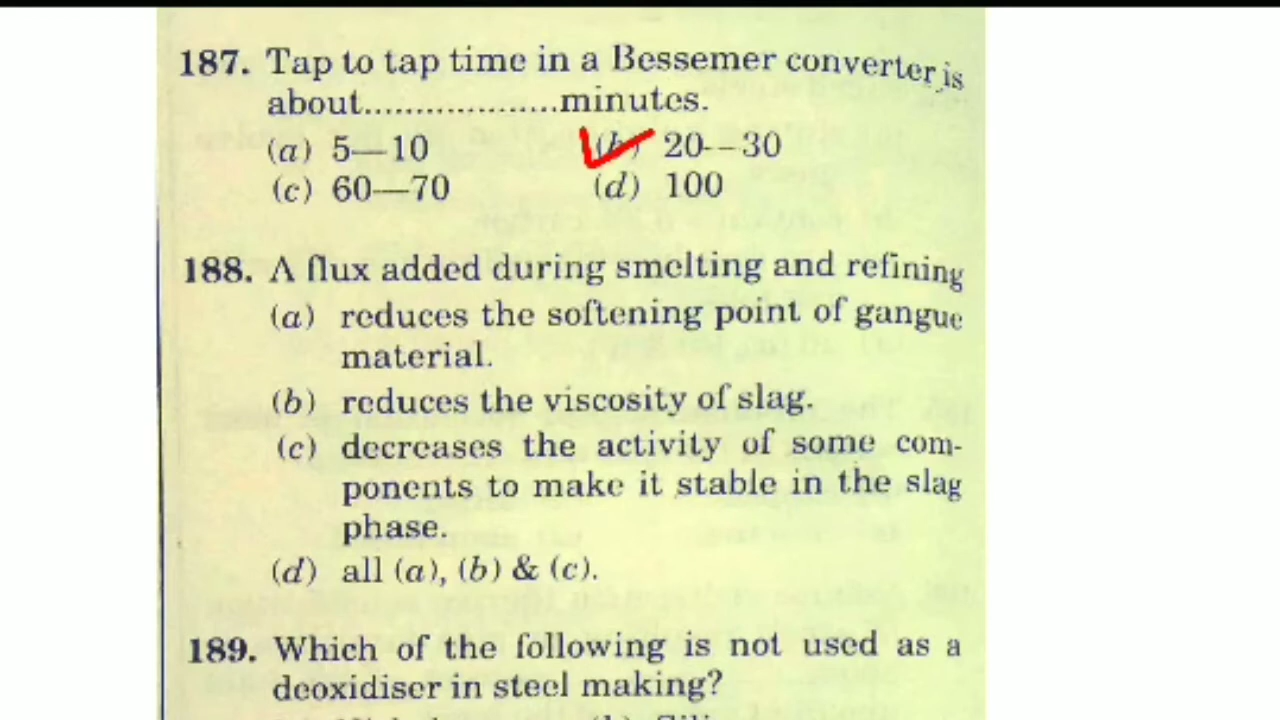 187. Tap to tap time in a Bessemer converter is
about...................minutes.
(a) 5—10 (b) 20—30
(c) 60—70 (d) 100
188. A flux added during smelting and refining
(a) reduces the softening point of gangue
material.
(b) reduces the viscosity of slag.
(c) decreases the activity of some com-
ponents to make it stable in the slag
phase.
(d) all (a), (b) & (c).
189. Which of the following is not used as a
deoxidiser in steel making?